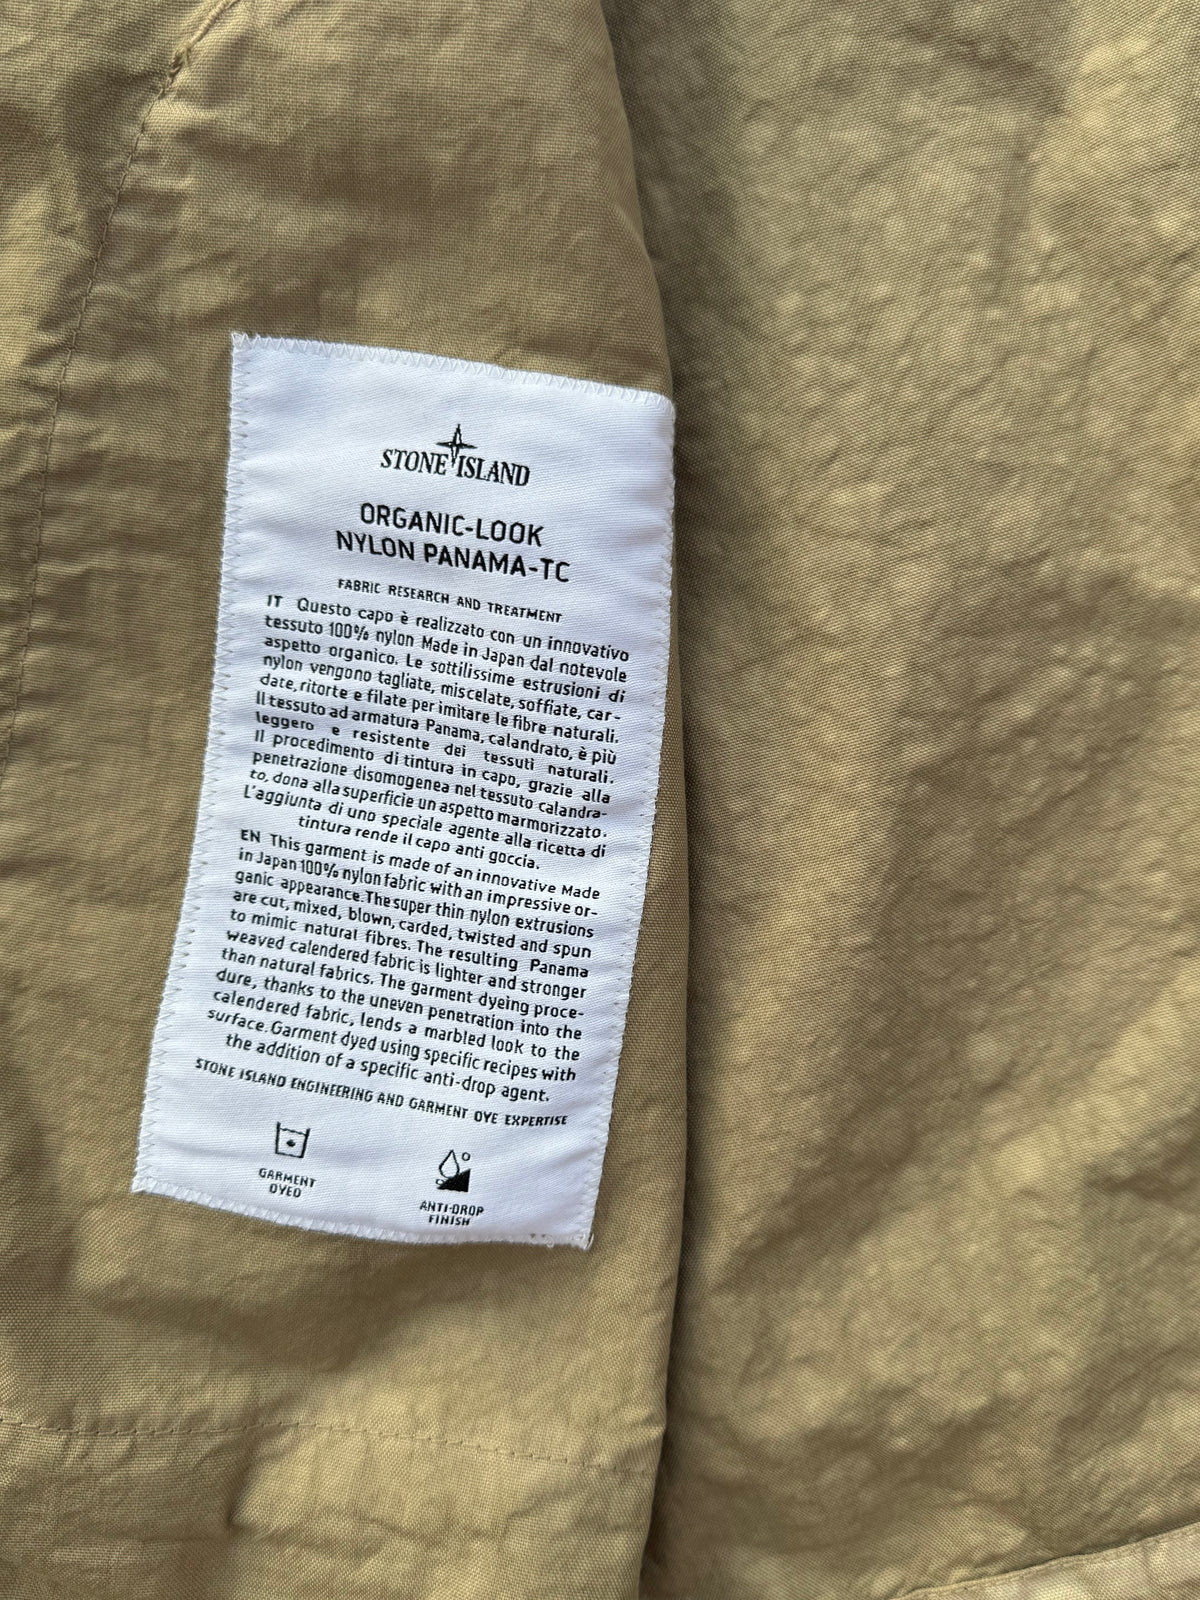 STONE ISLAND
ORGANIC-LOOK
NYLON PANAMA-TC
FABRIC RESEARCH AND TREATMENT
IT Questo capo è realizzato con un innovativo
tessuto 100% nylon Made in Japan dal notevole
aspetto organico. Le sottilissime estrusioni di
nylon vengono tagliate, miscelate, soffiate, car-
date, ritorte e filate per imitare le fibre naturali.
Il tessuto ad armatura Panama, calandrato, è più
leggero e resistente dei tessuti naturali.
Il procedimento di tintura in capo, grazie alla
penetrazione disomogenea nel tessuto calandra-
to, dona alla superficie un aspetto marmorizzato.
L'aggiunta di uno speciale agente alla ricetta di
tintura rende il capo anti goccia.
EN This garment is made of an innovative Made
in Japan 100% nylon fabric with an impressive or-
ganic appearance. The super thin nylon extrusions
are cut, mixed, blown, carded, twisted and spun
to mimic natural fibres. The resulting Panama
weaved calendered fabric is lighter and stronger
than natural fabrics. The garment dyeing proce-
dure, thanks to the uneven penetration into the
calendered fabric, lends a marbled look to the
surface. Garment dyed using specific recipes with
the addition of a specific anti-drop agent.
STONE ISLAND ENGINEERING AND GARMENT DYE EXPERTISE
GARMENT
DYED
ANTI-DROP
FINISH